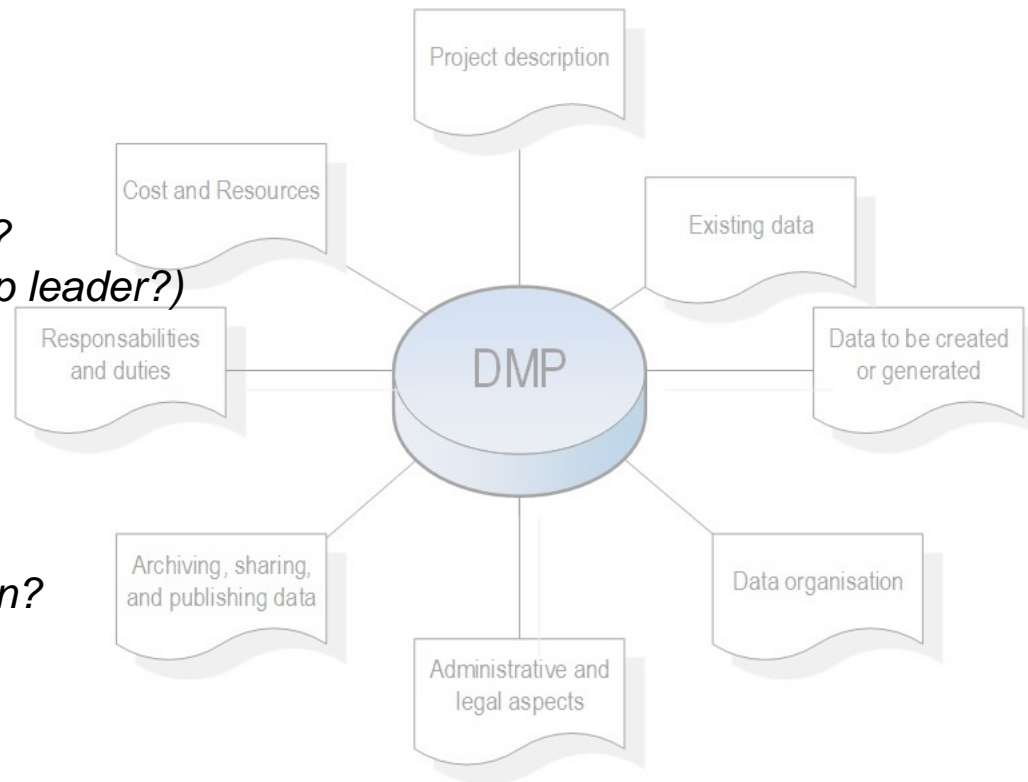 Project description
Cost and Resources
Existing data
?
p leader?)
Responsabilities
and duties
DMP
Data to be created
or generated
Archiving, sharing,
and publishing data
n?
Data organisation
Administrative and
legal aspects